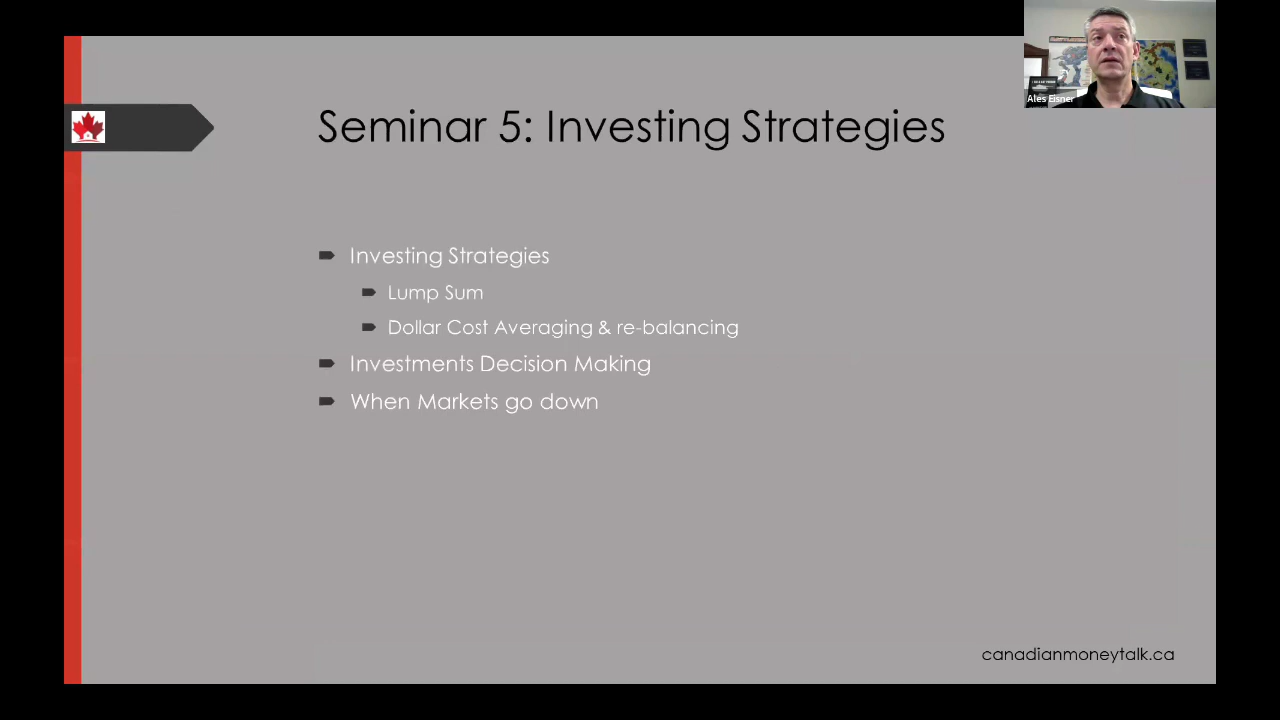 Ales Eisner
Seminar 5: Investing Strategies
Investing Strategies
Lump Sum
Dollar Cost Averaging & re-balancing
Investments Decision Making
When Markets go down
canadianmoneytalk.ca